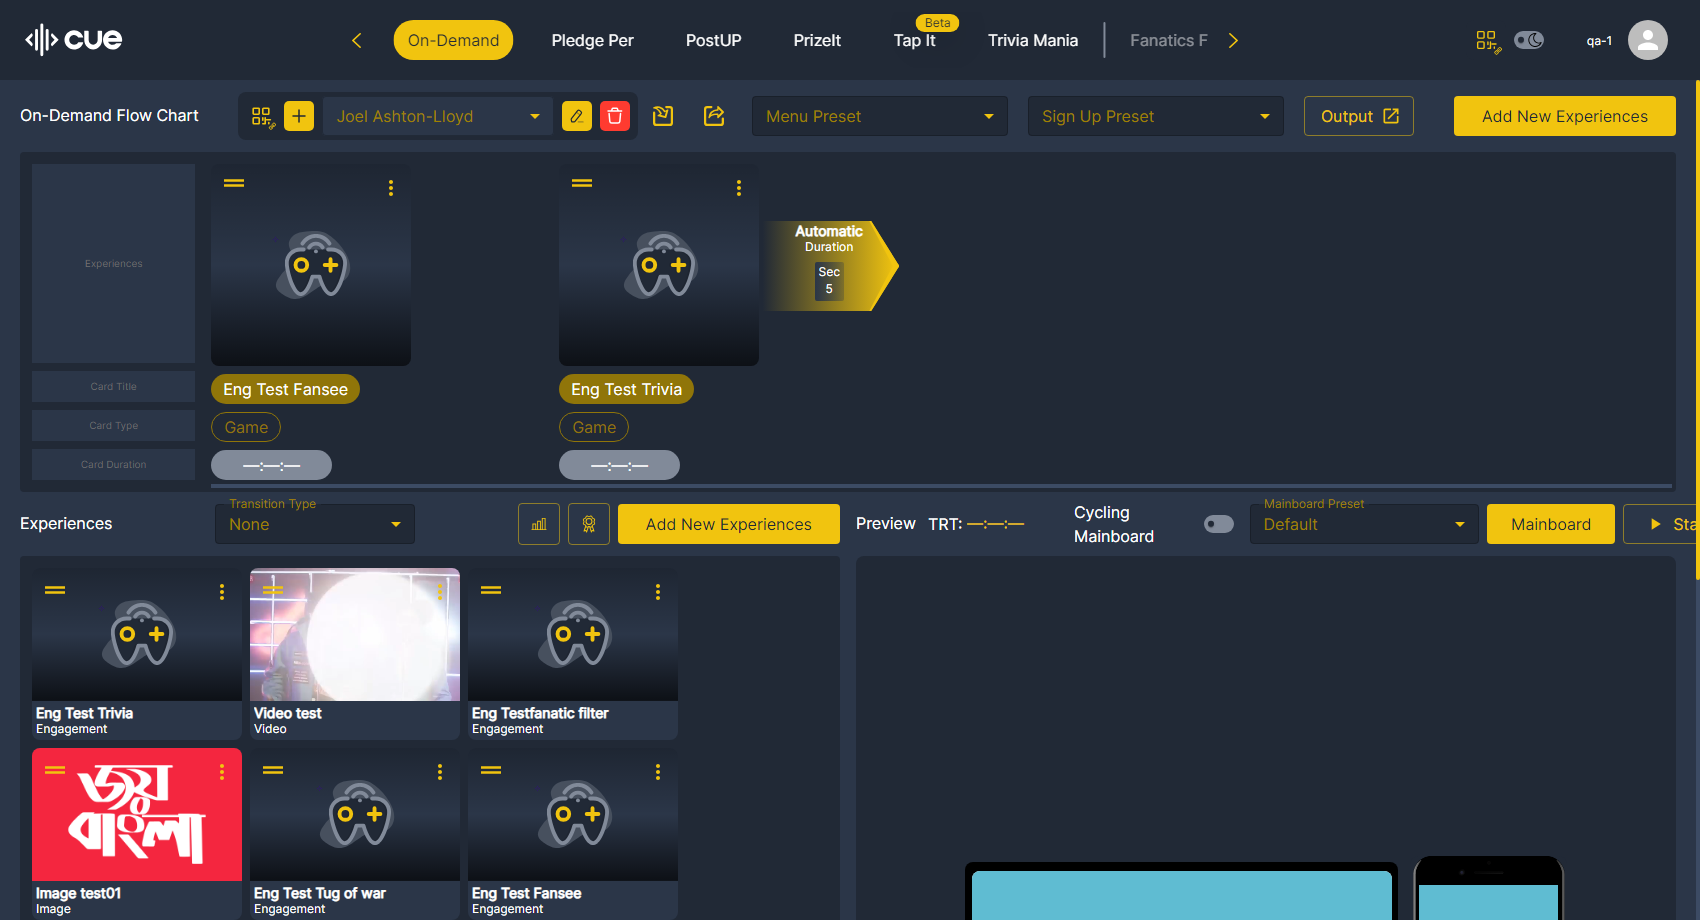 cue
On-Demand
Pledge Per
PostUP
PrizeIt
Beta
Tap It
Trivia Mania
Fanatics F
qa-1
On-Demand Flow Chart
Joel Ashton-Lloyd
Menu Preset
Sign Up Preset
Output
Add New Experiences
Experiences
Card Title
Card Type
Card Duration
Eng Test Fansee
Game
—:—:—
Eng Test Trivia
Game
—:—:—
Automatic
Duration
Sec
5
Experiences
Transition Type
None
Add New Experiences
Preview
TRT: —:—:—
Cycling
Mainboard
Mainboard Preset
Default
Mainboard
Sta
Eng Test Trivia
Engagement
Video test
Video
Eng Testfanatic filter
Engagement
জয়
বাংলা
Image test01
Image
Eng Test Tug of war
Engagement
Eng Test Fansee
Engagement